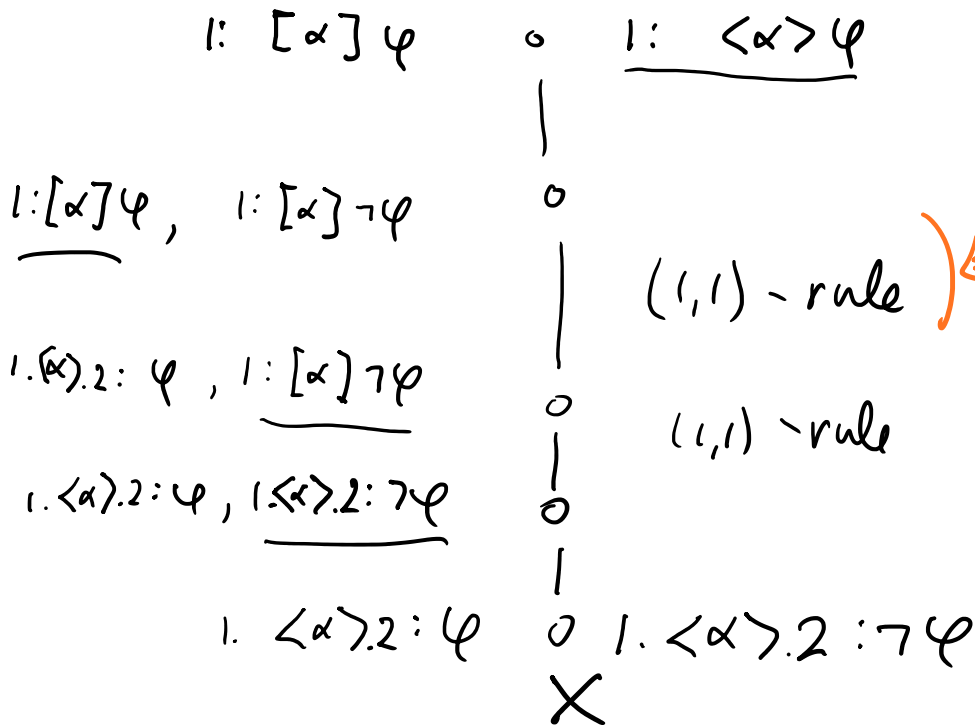 1: [α] φ o 1: <α> φ
1:[α] φ, 1: [α] ¬φ o
(1,1) - rule
1.<α>.2: φ, 1: [α] ¬φ o
(1,1) - rule
1.<α>.2: φ, 1.<α>.2: ¬φ o
1. <α>.2: φ o 1. <α>.2 : ¬φ
X